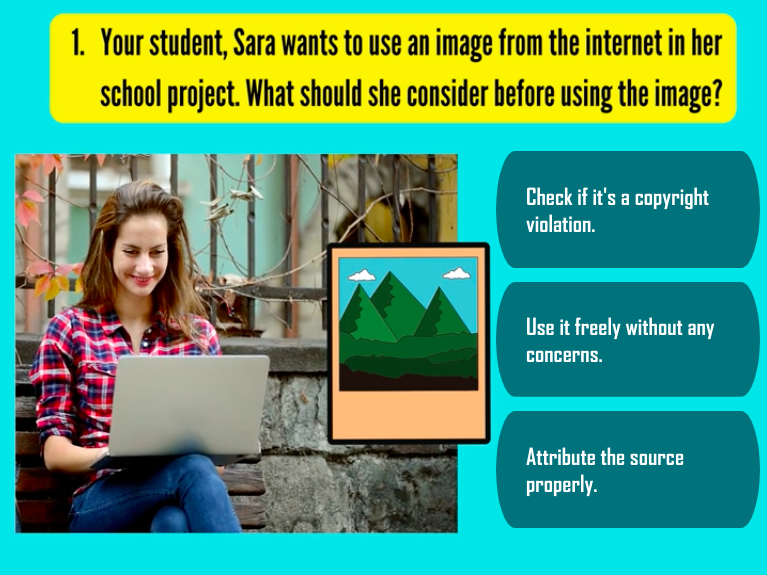 1. Your student, Sara wants to use an image from the internet in her
school project. What should she consider before using the image?
Check if it's a copyright
violation.
Use it freely without any
concerns.
Attribute the source
properly.